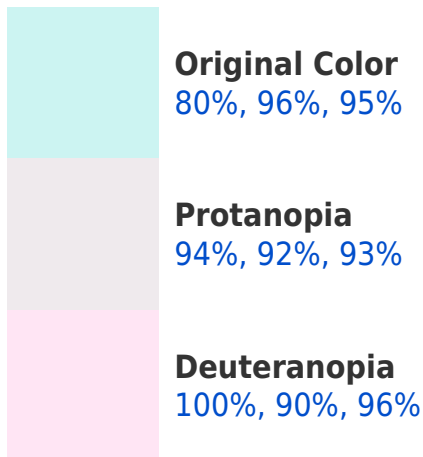 Original Color
80%, 96%, 95%
Protanopia
94%, 92%, 93%
Deuteranopia
100%, 90%, 96%